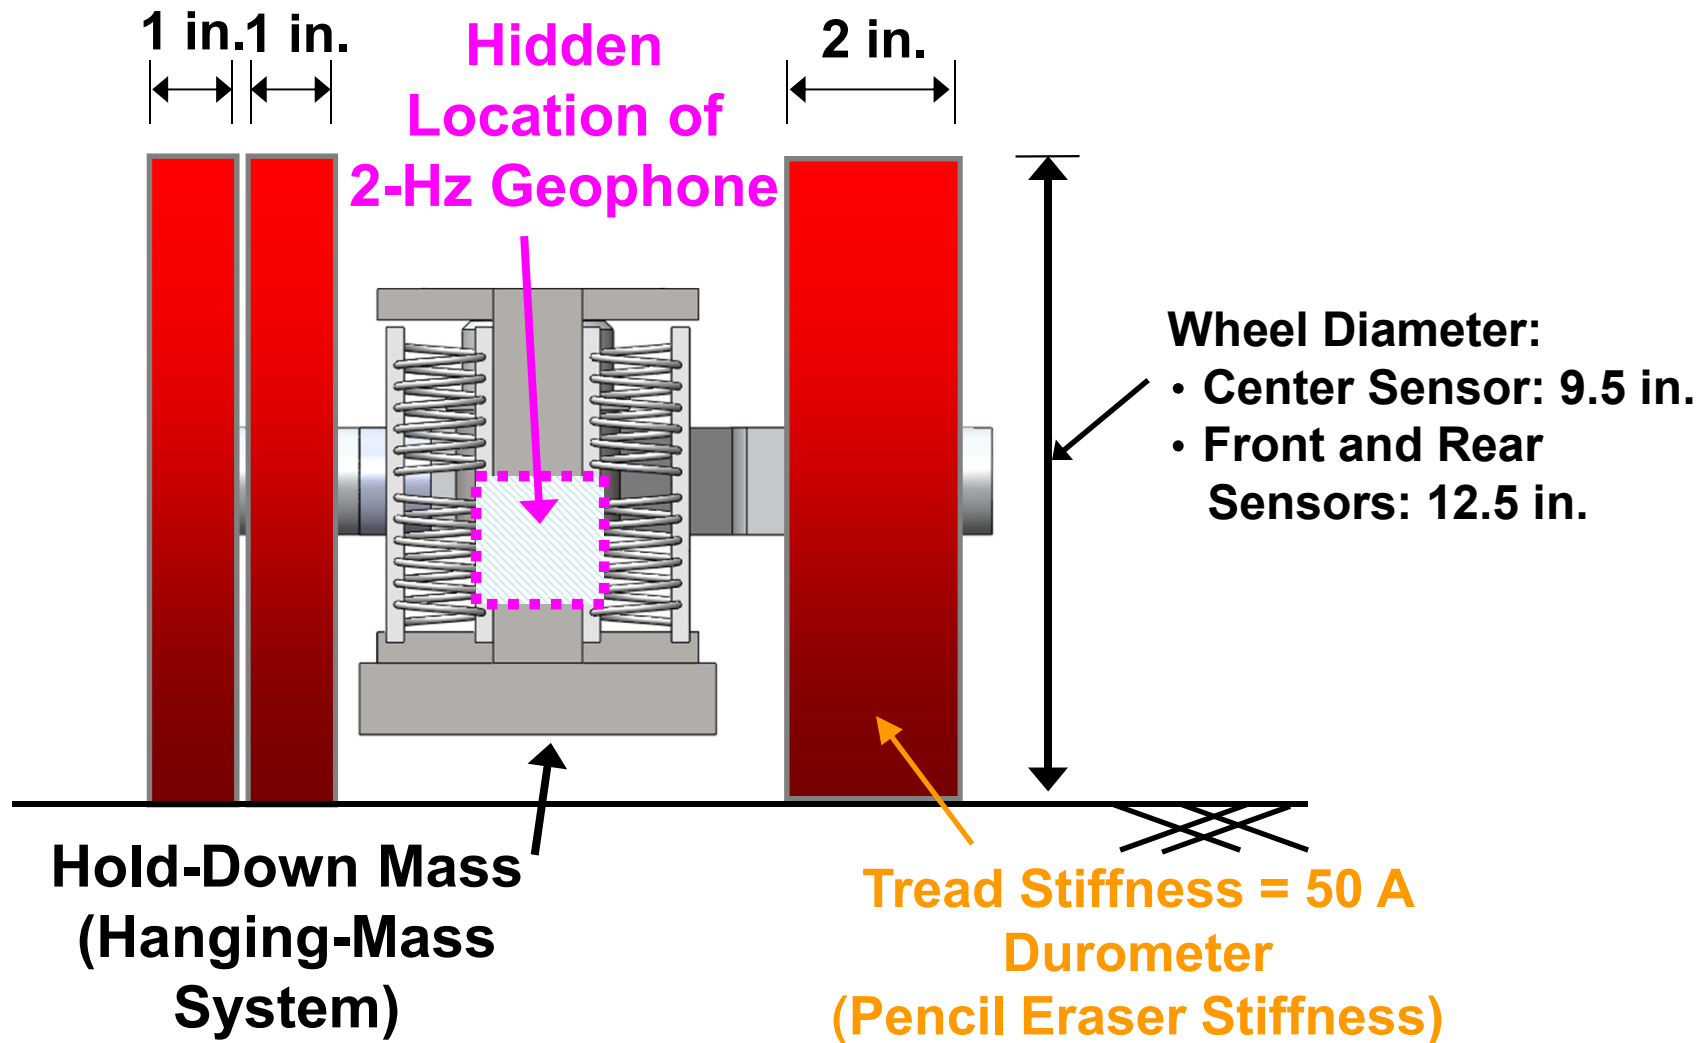 1 in.
1 in.
Hidden
Location of
2-Hz Geophone
2 in.
Wheel Diameter:
• Center Sensor: 9.5 in.
• Front and Rear
Sensors: 12.5 in.
Hold-Down Mass
(Hanging-Mass
System)
Tread Stiffness = 50 A
Durometer
(Pencil Eraser Stiffness)